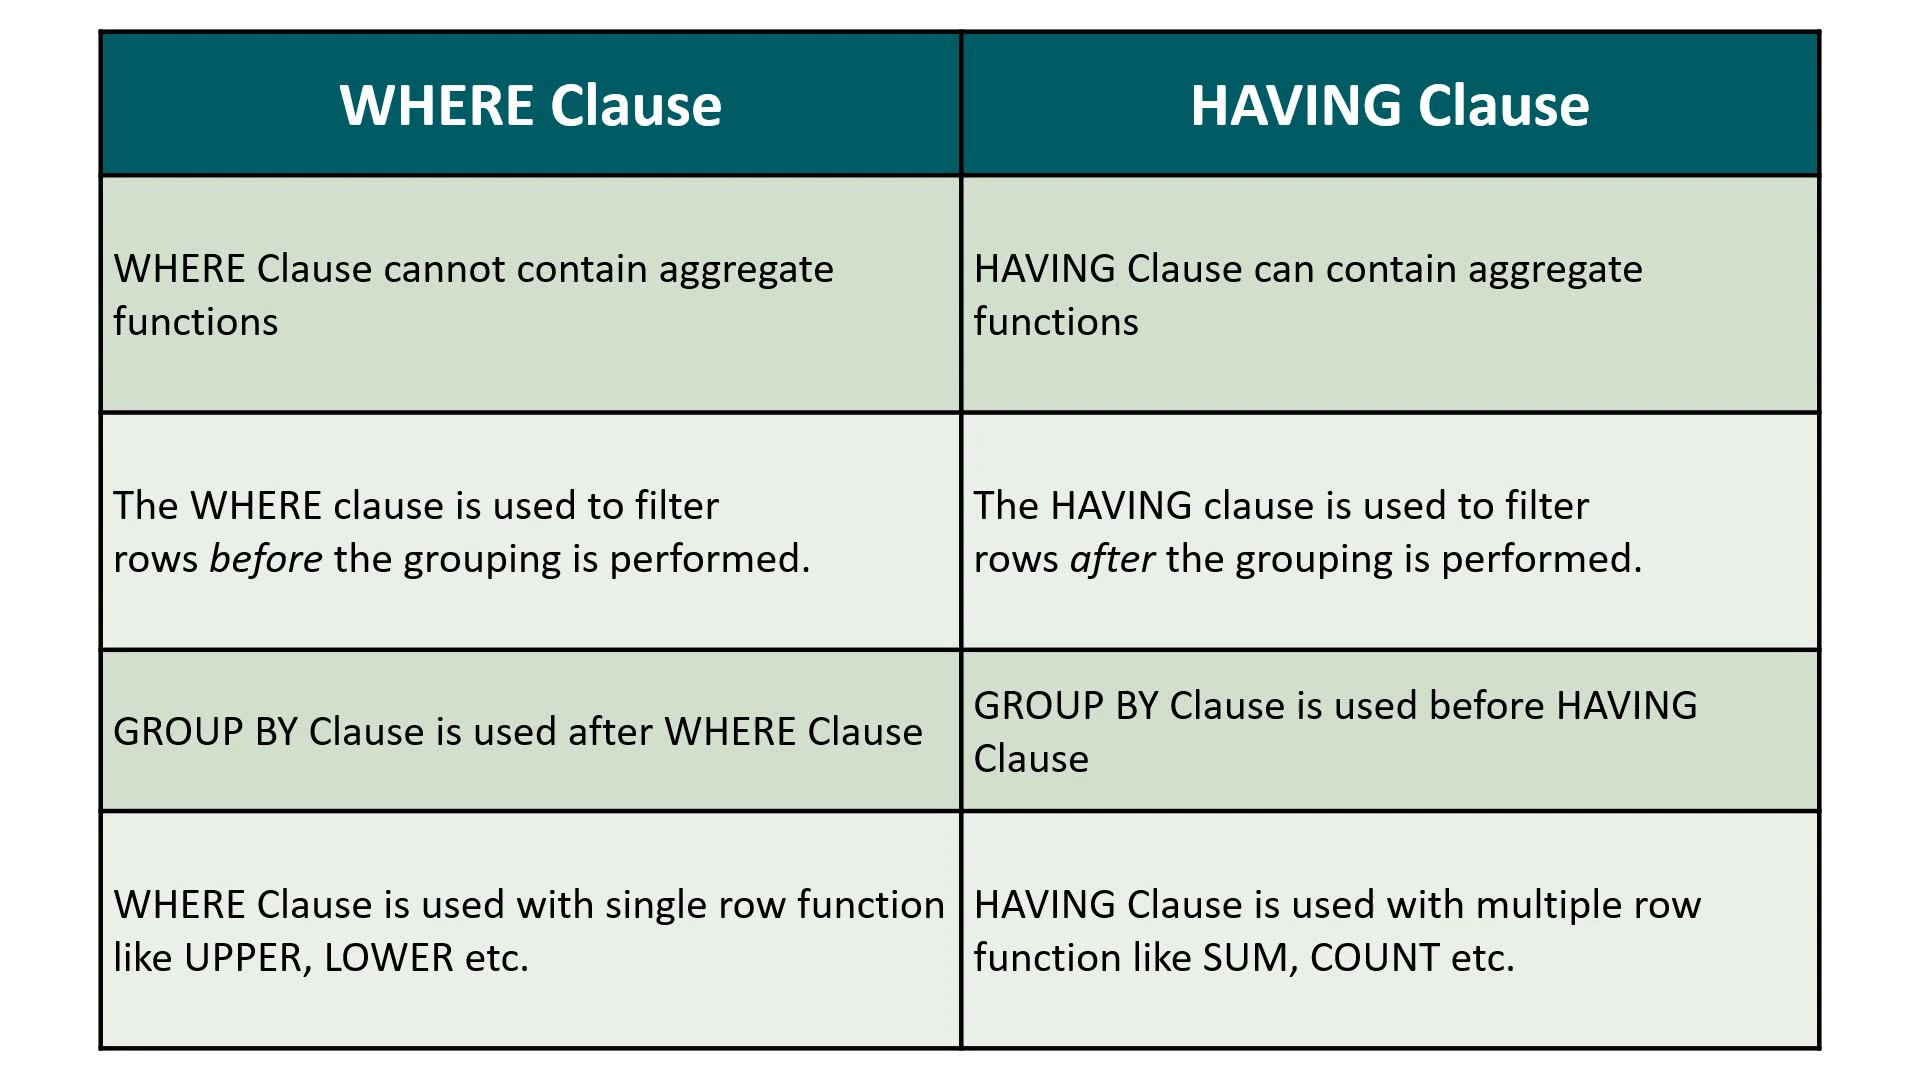 WHERE Clause
HAVING Clause
WHERE Clause cannot contain aggregate
functions
HAVING Clause can contain aggregate
functions
The WHERE clause is used to filter
rows before the grouping is performed.
The HAVING clause is used to filter
rows after the grouping is performed.
GROUP BY Clause is used after WHERE Clause
GROUP BY Clause is used before HAVING
Clause
WHERE Clause is used with single row function
like UPPER, LOWER etc.
HAVING Clause is used with multiple row
function like SUM, COUNT etc.